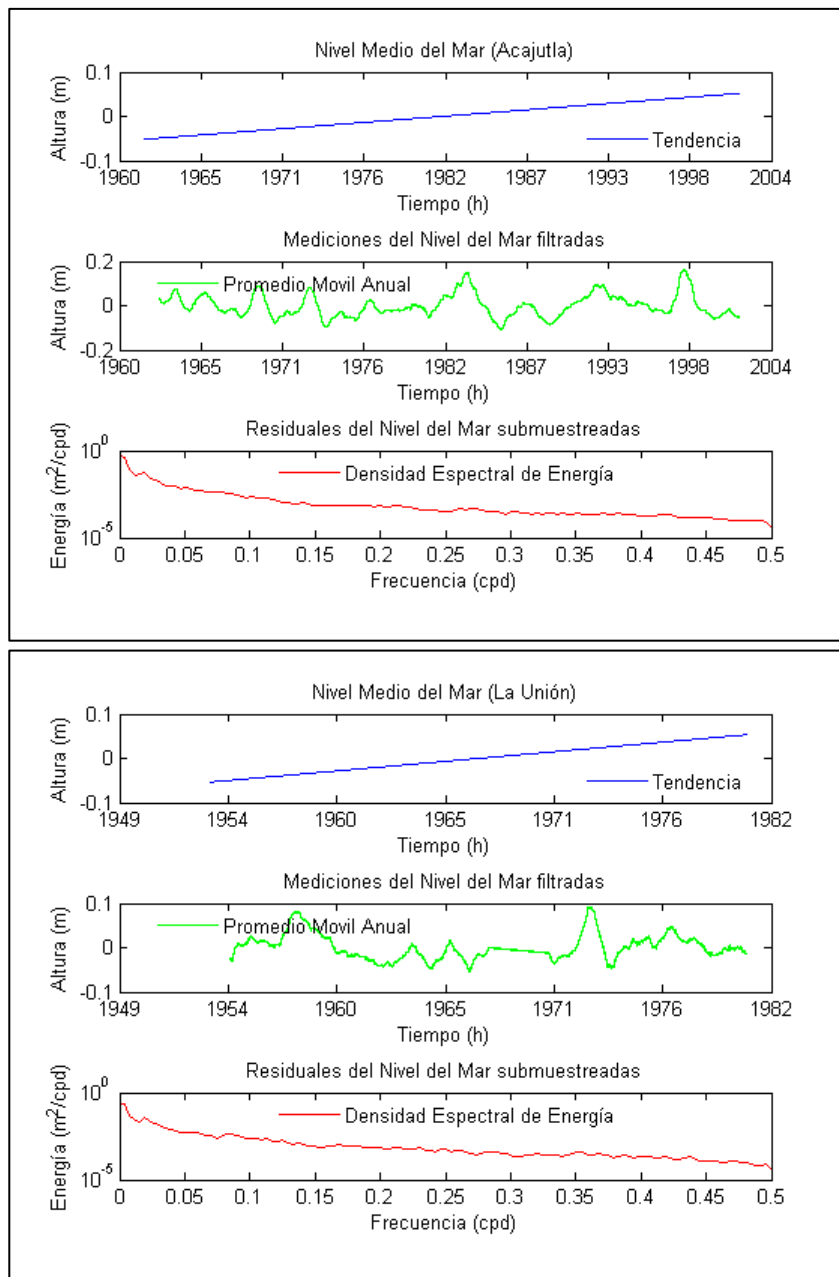 Nivel Medio del Mar (Acajutla)
Altura (m)
0.1
0
-0.1
Tendencia
1960 1965 1971 1976 1982 1987 1993 1998 2004
Tiempo (h)
Mediciones del Nivel del Mar filtradas
Altura (m)
0.2
0
-0.2
Promedio Movil Anual
1960 1965 1971 1976 1982 1987 1993 1998 2004
Tiempo (h)
Residuales del Nivel del Mar submuestreadas
Energía (m²/cpd)
10⁰
10⁻⁵
Densidad Espectral de Energía
0 0.05 0.1 0.15 0.2 0.25 0.3 0.35 0.4 0.45 0.5
Frecuencia (cpd)
Nivel Medio del Mar (La Unión)
Altura (m)
0.1
0
-0.1
Tendencia
1949 1954 1960 1965 1971 1976 1982
Tiempo (h)
Mediciones del Nivel del Mar filtradas
Altura (m)
0.1
0
-0.1
Promedio Movil Anual
1949 1954 1960 1965 1971 1976 1982
Tiempo (h)
Residuales del Nivel del Mar submuestreadas
Energía (m²/cpd)
10⁰
10⁻⁵
Densidad Espectral de Energía
0 0.05 0.1 0.15 0.2 0.25 0.3 0.35 0.4 0.45 0.5
Frecuencia (cpd)